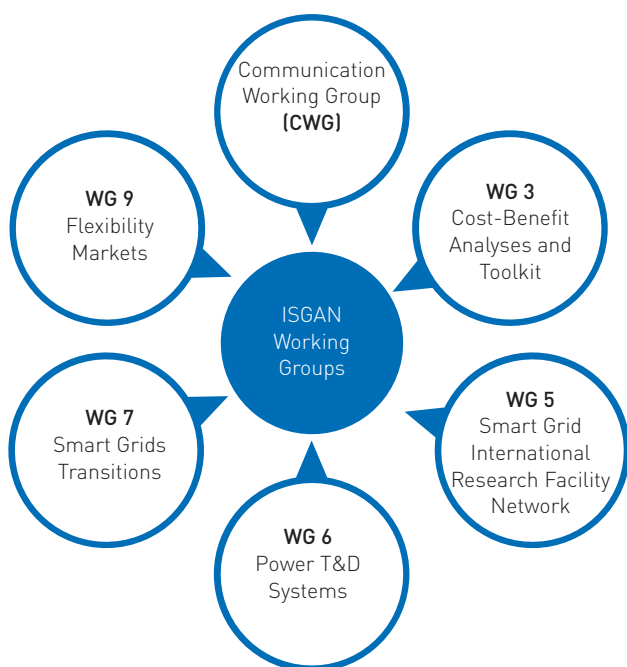 Communication
Working Group
(CWG)
WG 3
Cost-Benefit
Analyses and
Toolkit
WG 5
Smart Grid
International
Research Facility
Network
WG 6
Power T&D
Systems
WG 7
Smart Grids
Transitions
WG 9
Flexibility
Markets
ISGAN
Working
Groups